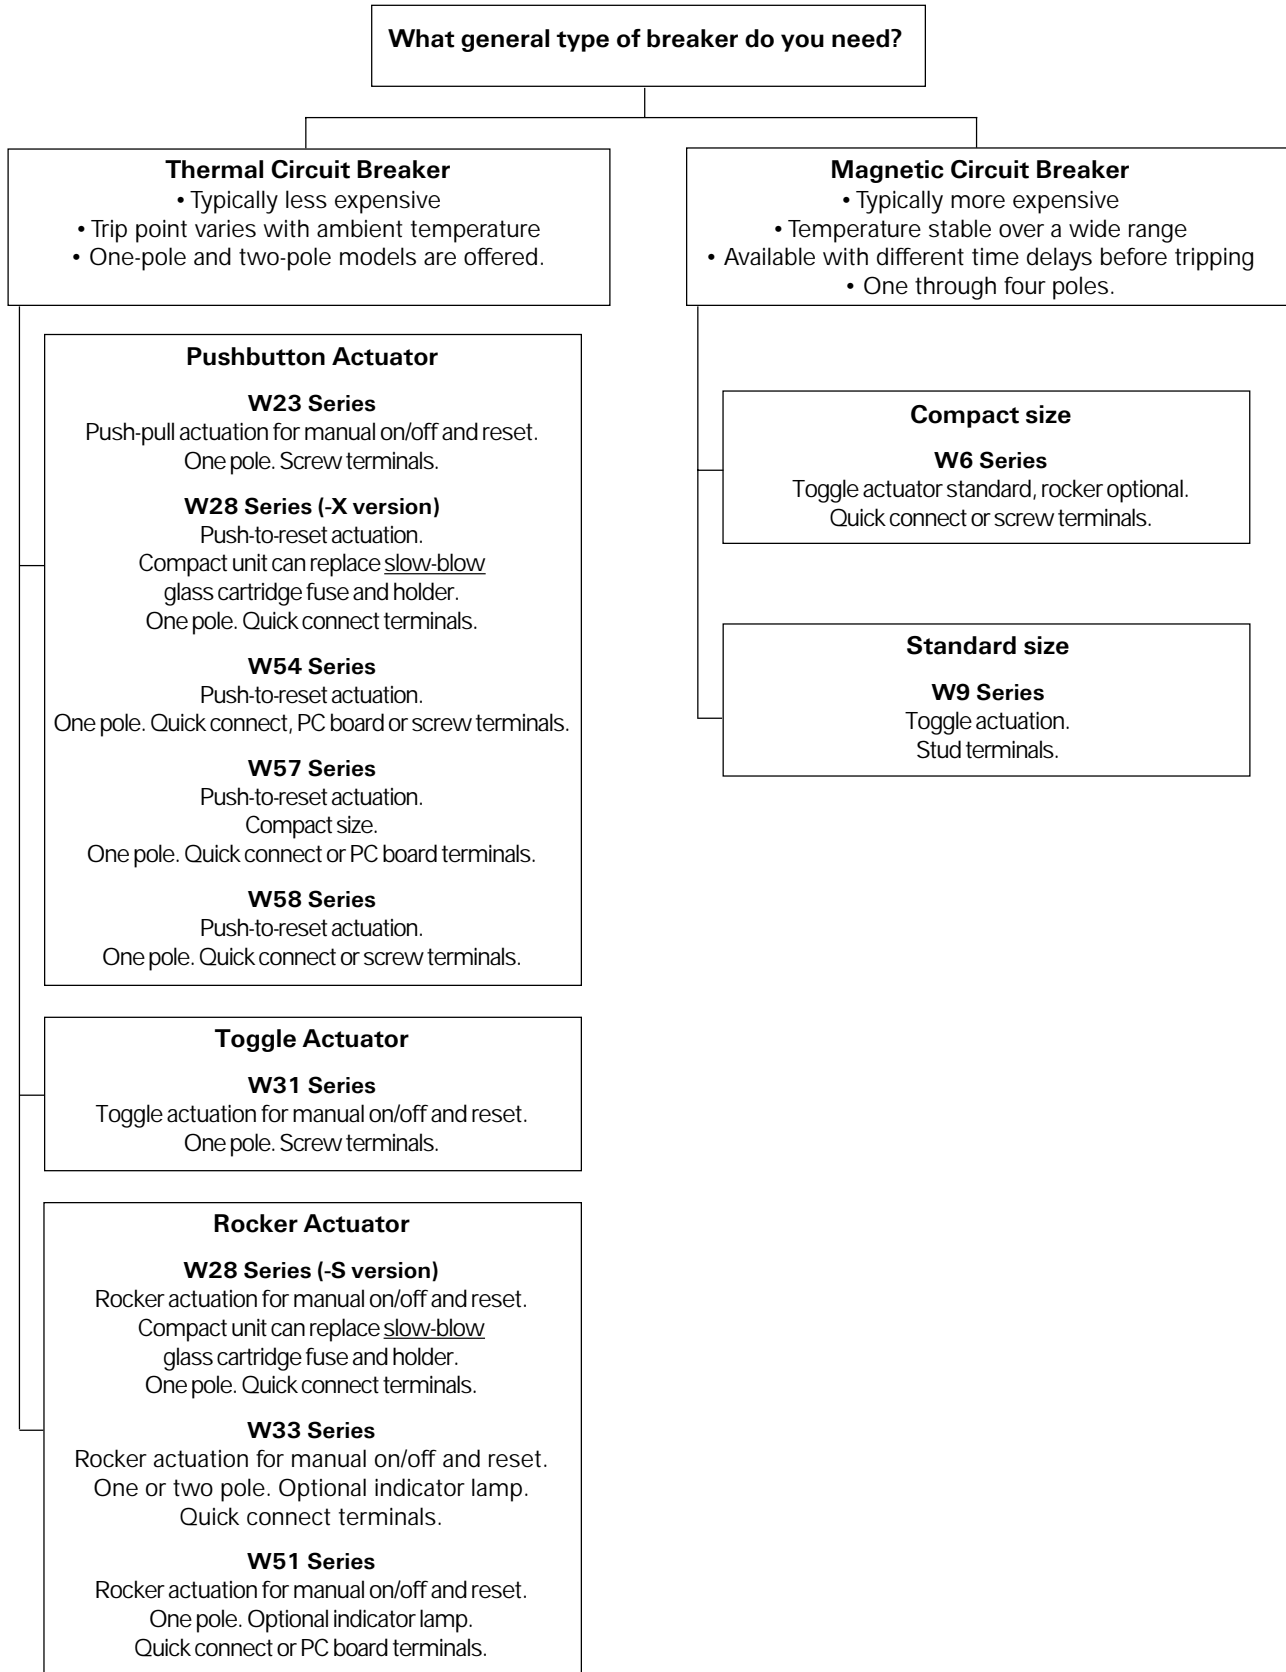 What general type of breaker do you need?
Thermal Circuit Breaker
• Typically less expensive
• Trip point varies with ambient temperature
• One-pole and two-pole models are offered.
Magnetic Circuit Breaker
• Typically more expensive
• Temperature stable over a wide range
• Available with different time delays before tripping
• One through four poles.
Pushbutton Actuator
W23 Series
Push-pull actuation for manual on/off and reset.
One pole. Screw terminals.
W28 Series (-X version)
Push-to-reset actuation.
Compact unit can replace slow-blow
glass cartridge fuse and holder.
One pole. Quick connect terminals.
W54 Series
Push-to-reset actuation.
One pole. Quick connect, PC board or screw terminals.
W57 Series
Push-to-reset actuation.
Compact size.
One pole. Quick connect or PC board terminals.
W58 Series
Push-to-reset actuation.
One pole. Quick connect or screw terminals.
Toggle Actuator
W31 Series
Toggle actuation for manual on/off and reset.
One pole. Screw terminals.
Rocker Actuator
W28 Series (-S version)
Rocker actuation for manual on/off and reset.
Compact unit can replace slow-blow
glass cartridge fuse and holder.
One pole. Quick connect terminals.
W33 Series
Rocker actuation for manual on/off and reset.
One or two pole. Optional indicator lamp.
Quick connect terminals.
W51 Series
Rocker actuation for manual on/off and reset.
One pole. Optional indicator lamp.
Quick connect or PC board terminals.
Compact size
W6 Series
Toggle actuator standard, rocker optional.
Quick connect or screw terminals.
Standard size
W9 Series
Toggle actuation.
Stud terminals.